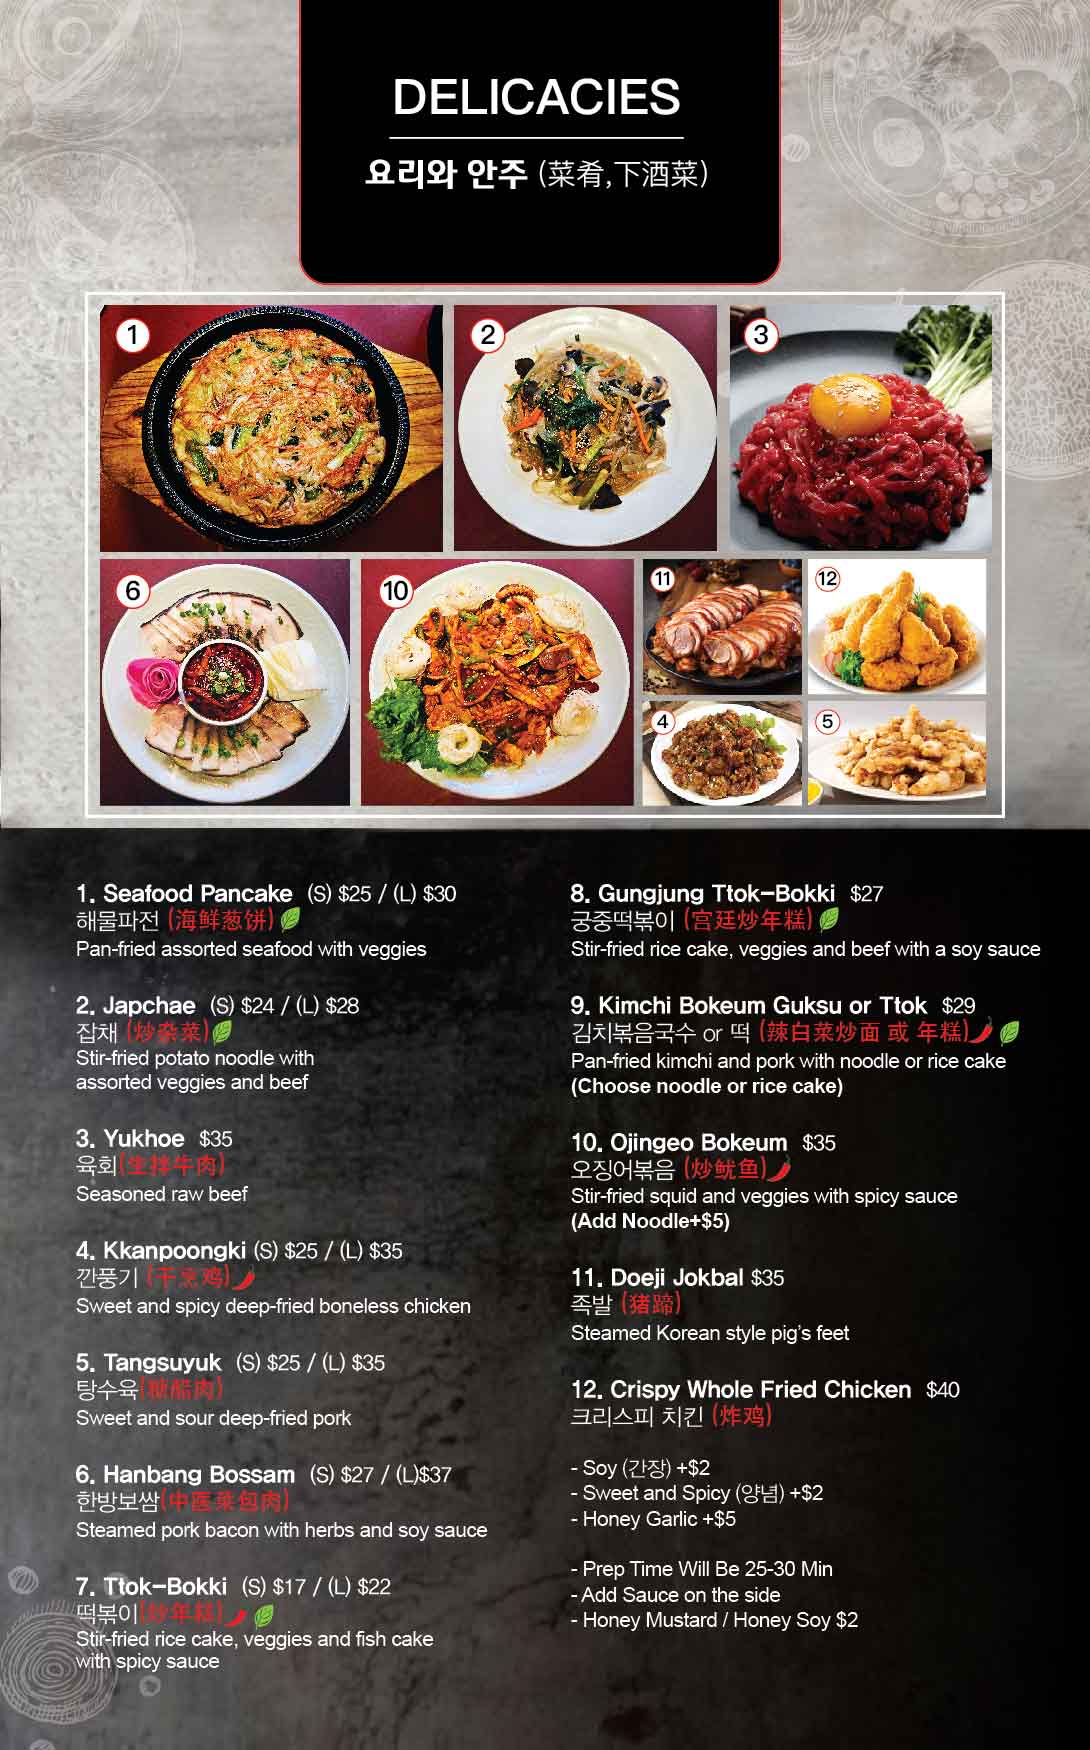 DELICACIES
요리와 안주 (菜肴,下酒菜)
1
2
3
6
10
11
12
4
5
1. Seafood Pancake (S) $25 / (L) $30
해물파전 (海鲜葱饼)
Pan-fried assorted seafood with veggies
2. Japchae (S) $24 / (L) $28
잡채 (炒杂菜)
Stir-fried potato noodle with
assorted veggies and beef
3. Yukhoe $35
육회(生拌牛肉)
Seasoned raw beef
4. Kkanpoongki (S) $25 / (L) $35
깐풍기 (干烹鸡)
Sweet and spicy deep-fried boneless chicken
5. Tangsuyuk (S) $25 / (L) $35
탕수육(糖醋肉)
Sweet and sour deep-fried pork
6. Hanbang Bossam (S) $27 / (L)$37
한방보쌈(中医菜包肉)
Steamed pork bacon with herbs and soy sauce
7. Ttok-Bokki (S) $17 / (L) $22
떡볶이(炒年糕)
Stir-fried rice cake, veggies and fish cake
with spicy sauce
8. Gungjung Ttok-Bokki $27
궁중떡볶이 (宫廷炒年糕)
Stir-fried rice cake, veggies and beef with a soy sauce
9. Kimchi Bokeum Guksu or Ttok $29
김치볶음국수 or 떡 (辣白菜炒面 或 年糕)
Pan-fried kimchi and pork with noodle or rice cake
(Choose noodle or rice cake)
10. Ojingeo Bokeum $35
오징어볶음 (炒鱿鱼)
Stir-fried squid and veggies with spicy sauce
(Add Noodle+$5)
11. Doeji Jokbal $35
족발 (猪蹄)
Steamed Korean style pig's feet
12. Crispy Whole Fried Chicken $40
크리스피 치킨 (炸鸡)
- Soy (간장) +$2
- Sweet and Spicy (양념) +$2
- Honey Garlic +$5
- Prep Time Will Be 25-30 Min
- Add Sauce on the side
- Honey Mustard / Honey Soy $2